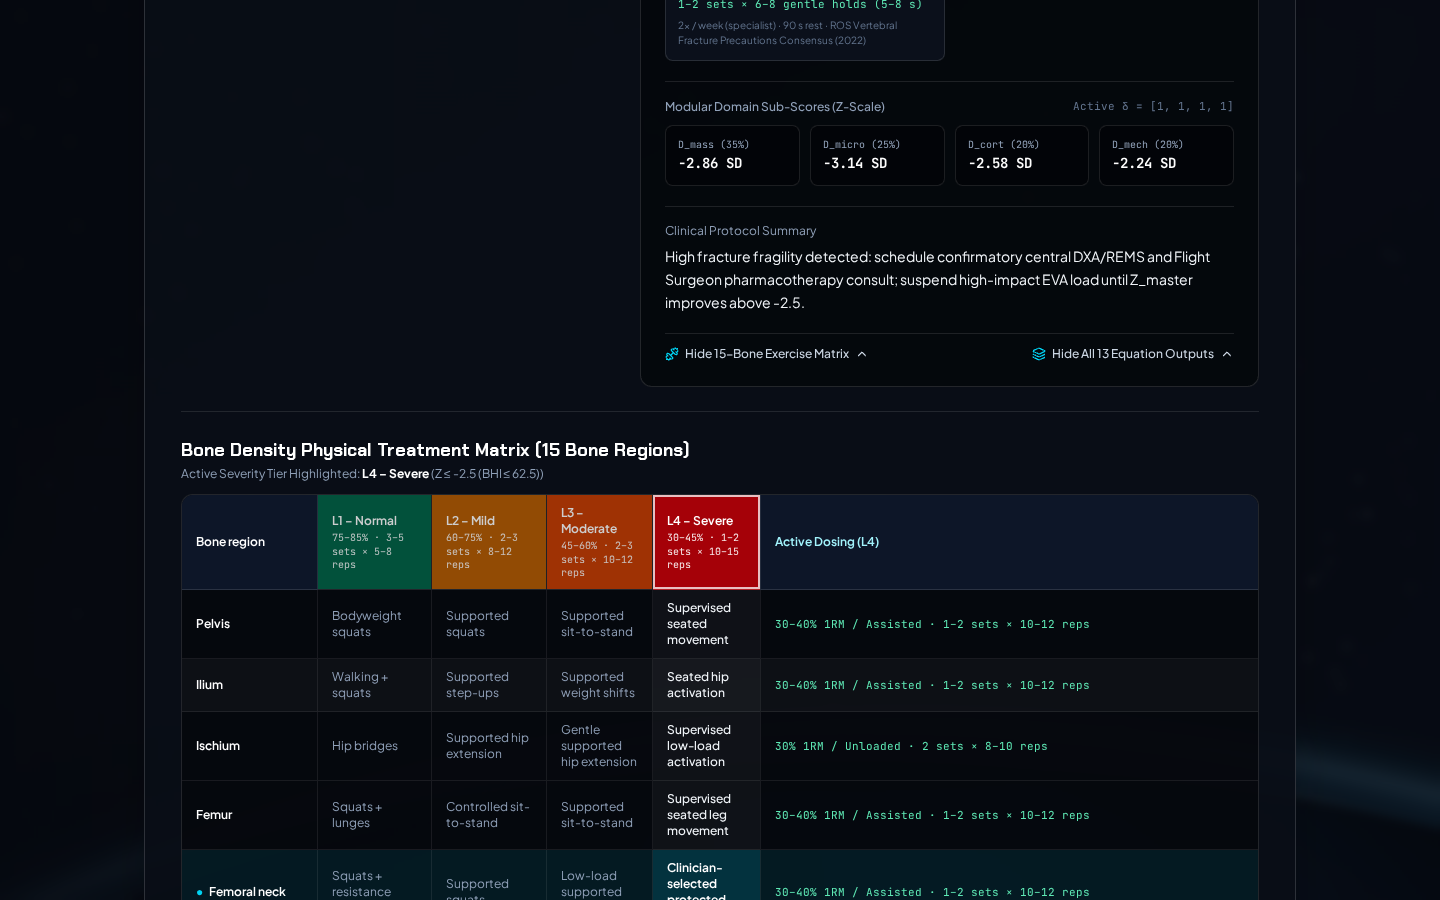 1–2 sets × 6–8 gentle holds (5–8 s)
2× / week (specialist) · 90 s rest · ROS Vertebral
Fracture Precautions Consensus (2022)
Modular Domain Sub-Scores (Z-Scale)
Active δ = [1, 1, 1, 1]
D_mass (35%)
-2.86 SD
D_micro (25%)
-3.14 SD
D_cort (20%)
-2.58 SD
D_mech (20%)
-2.24 SD
Clinical Protocol Summary
High fracture fragility detected: schedule confirmatory central DXA/REMS and Flight
Surgeon pharmacotherapy consult; suspend high-impact EVA load until Z_master
improves above -2.5.
Hide 15-Bone Exercise Matrix
Hide All 13 Equation Outputs
Bone Density Physical Treatment Matrix (15 Bone Regions)
Active Severity Tier Highlighted: L4 – Severe (Z ≤ -2.5 (BHI ≤ 62.5))
Bone region
L1 – Normal
75–85% · 3–5
sets × 5–8
reps
L2 – Mild
60–75% · 2–3
sets × 8–12
reps
L3 –
Moderate
45–60% · 2–3
sets × 10–12
reps
L4 – Severe
30–45% · 1–2
sets × 10–15
reps
Active Dosing (L4)
Pelvis
Bodyweight
squats
Supported
squats
Supported
sit-to-stand
Supervised
seated
movement
30–40% 1RM / Assisted · 1–2 sets × 10–12 reps
Ilium
Walking +
squats
Supported
step-ups
Supported
weight shifts
Seated hip
activation
30–40% 1RM / Assisted · 1–2 sets × 10–12 reps
Ischium
Hip bridges
Supported hip
extension
Gentle
supported
hip extension
Supervised
low-load
activation
30% 1RM / Unloaded · 2 sets × 8–10 reps
Femur
Squats +
lunges
Controlled sit-
to-stand
Supported
sit-to-stand
Supervised
seated leg
movement
30–40% 1RM / Assisted · 1–2 sets × 10–12 reps
Femoral neck
Squats +
resistance
Supported
squats
Low-load
supported
Clinician-
selected
protected
30–40% 1RM / Assisted · 1–2 sets × 10–12 reps